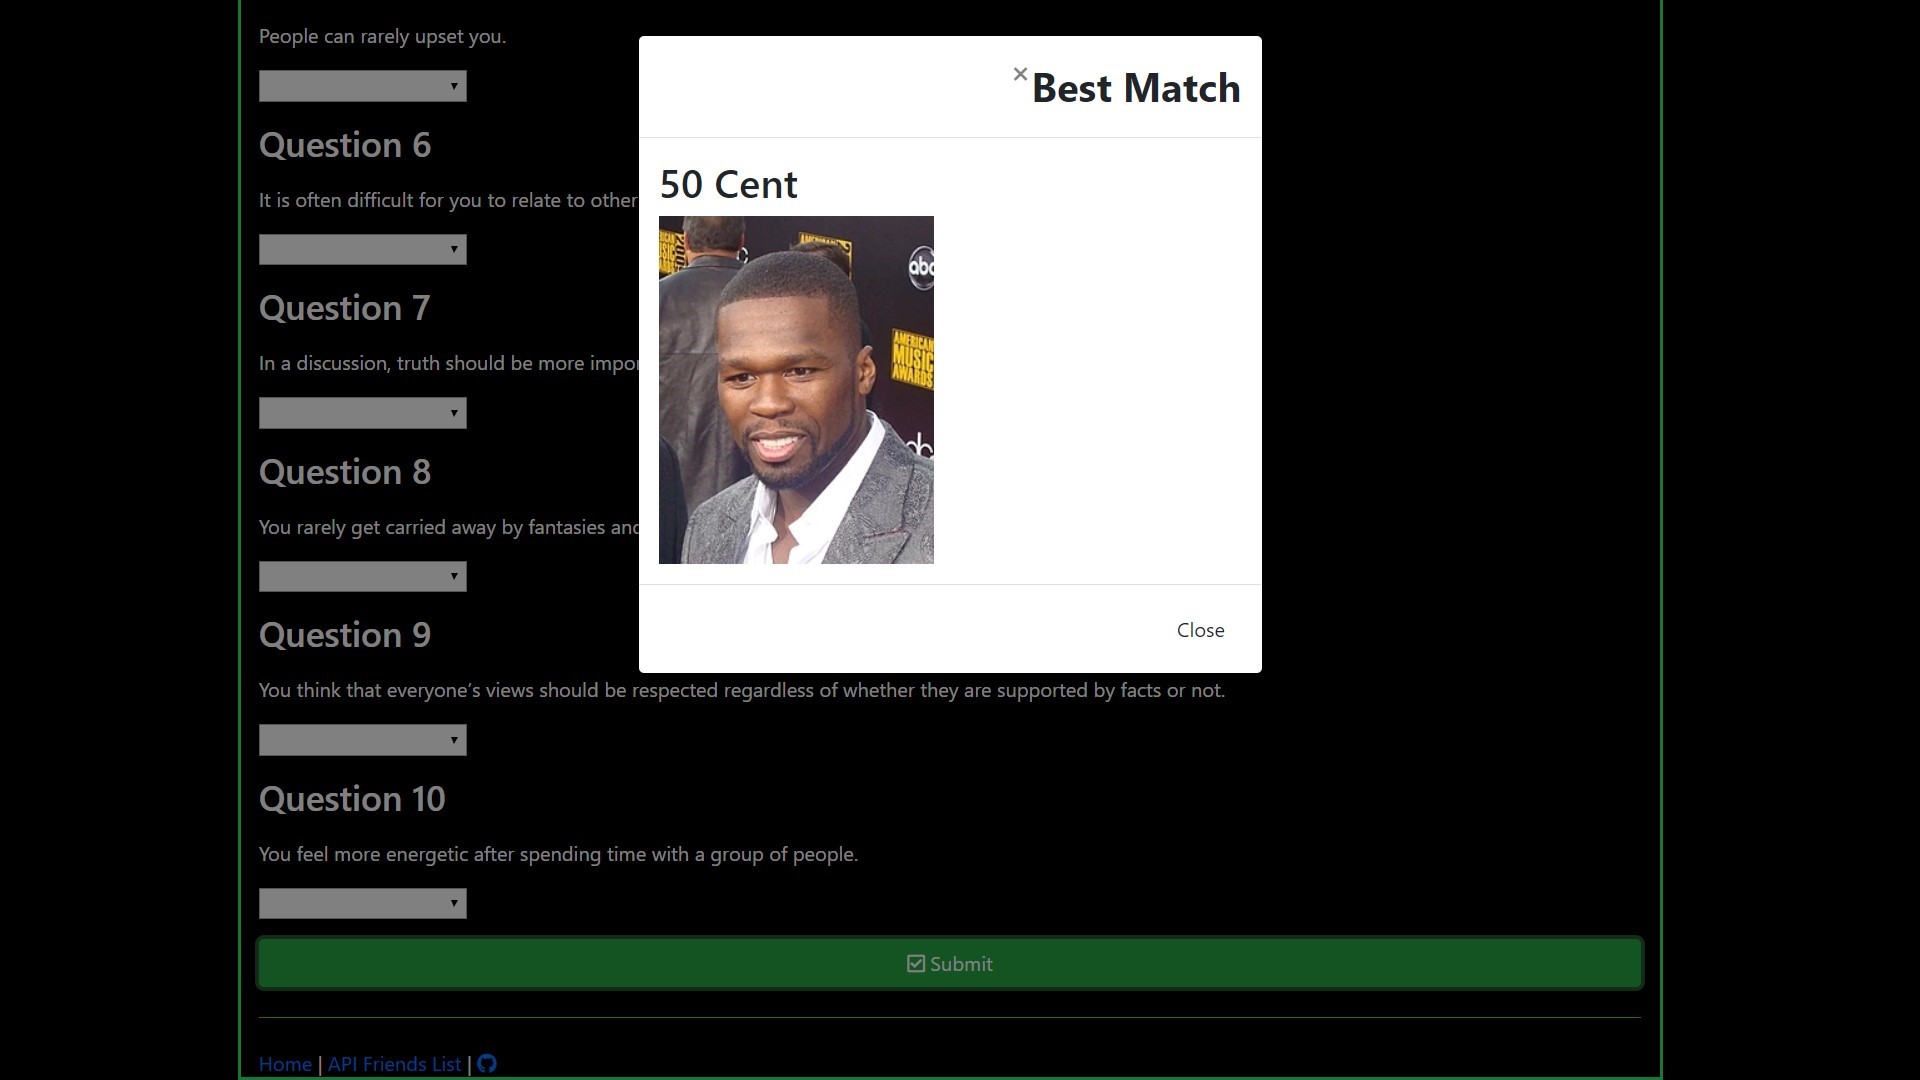 People can rarely upset you.
Question 6
It is often difficult for you to relate to other
Question 7
In a discussion, truth should be more impor
Question 8
You rarely get carried away by fantasies and
Question 9
You think that everyone’s views should be respected regardless of whether they are supported by facts or not.
Question 10
You feel more energetic after spending time with a group of people.
Submit
Home | API Friends List |
× Best Match
50 Cent
abc
AMERICAN
MUSIC
AWARDS
Close